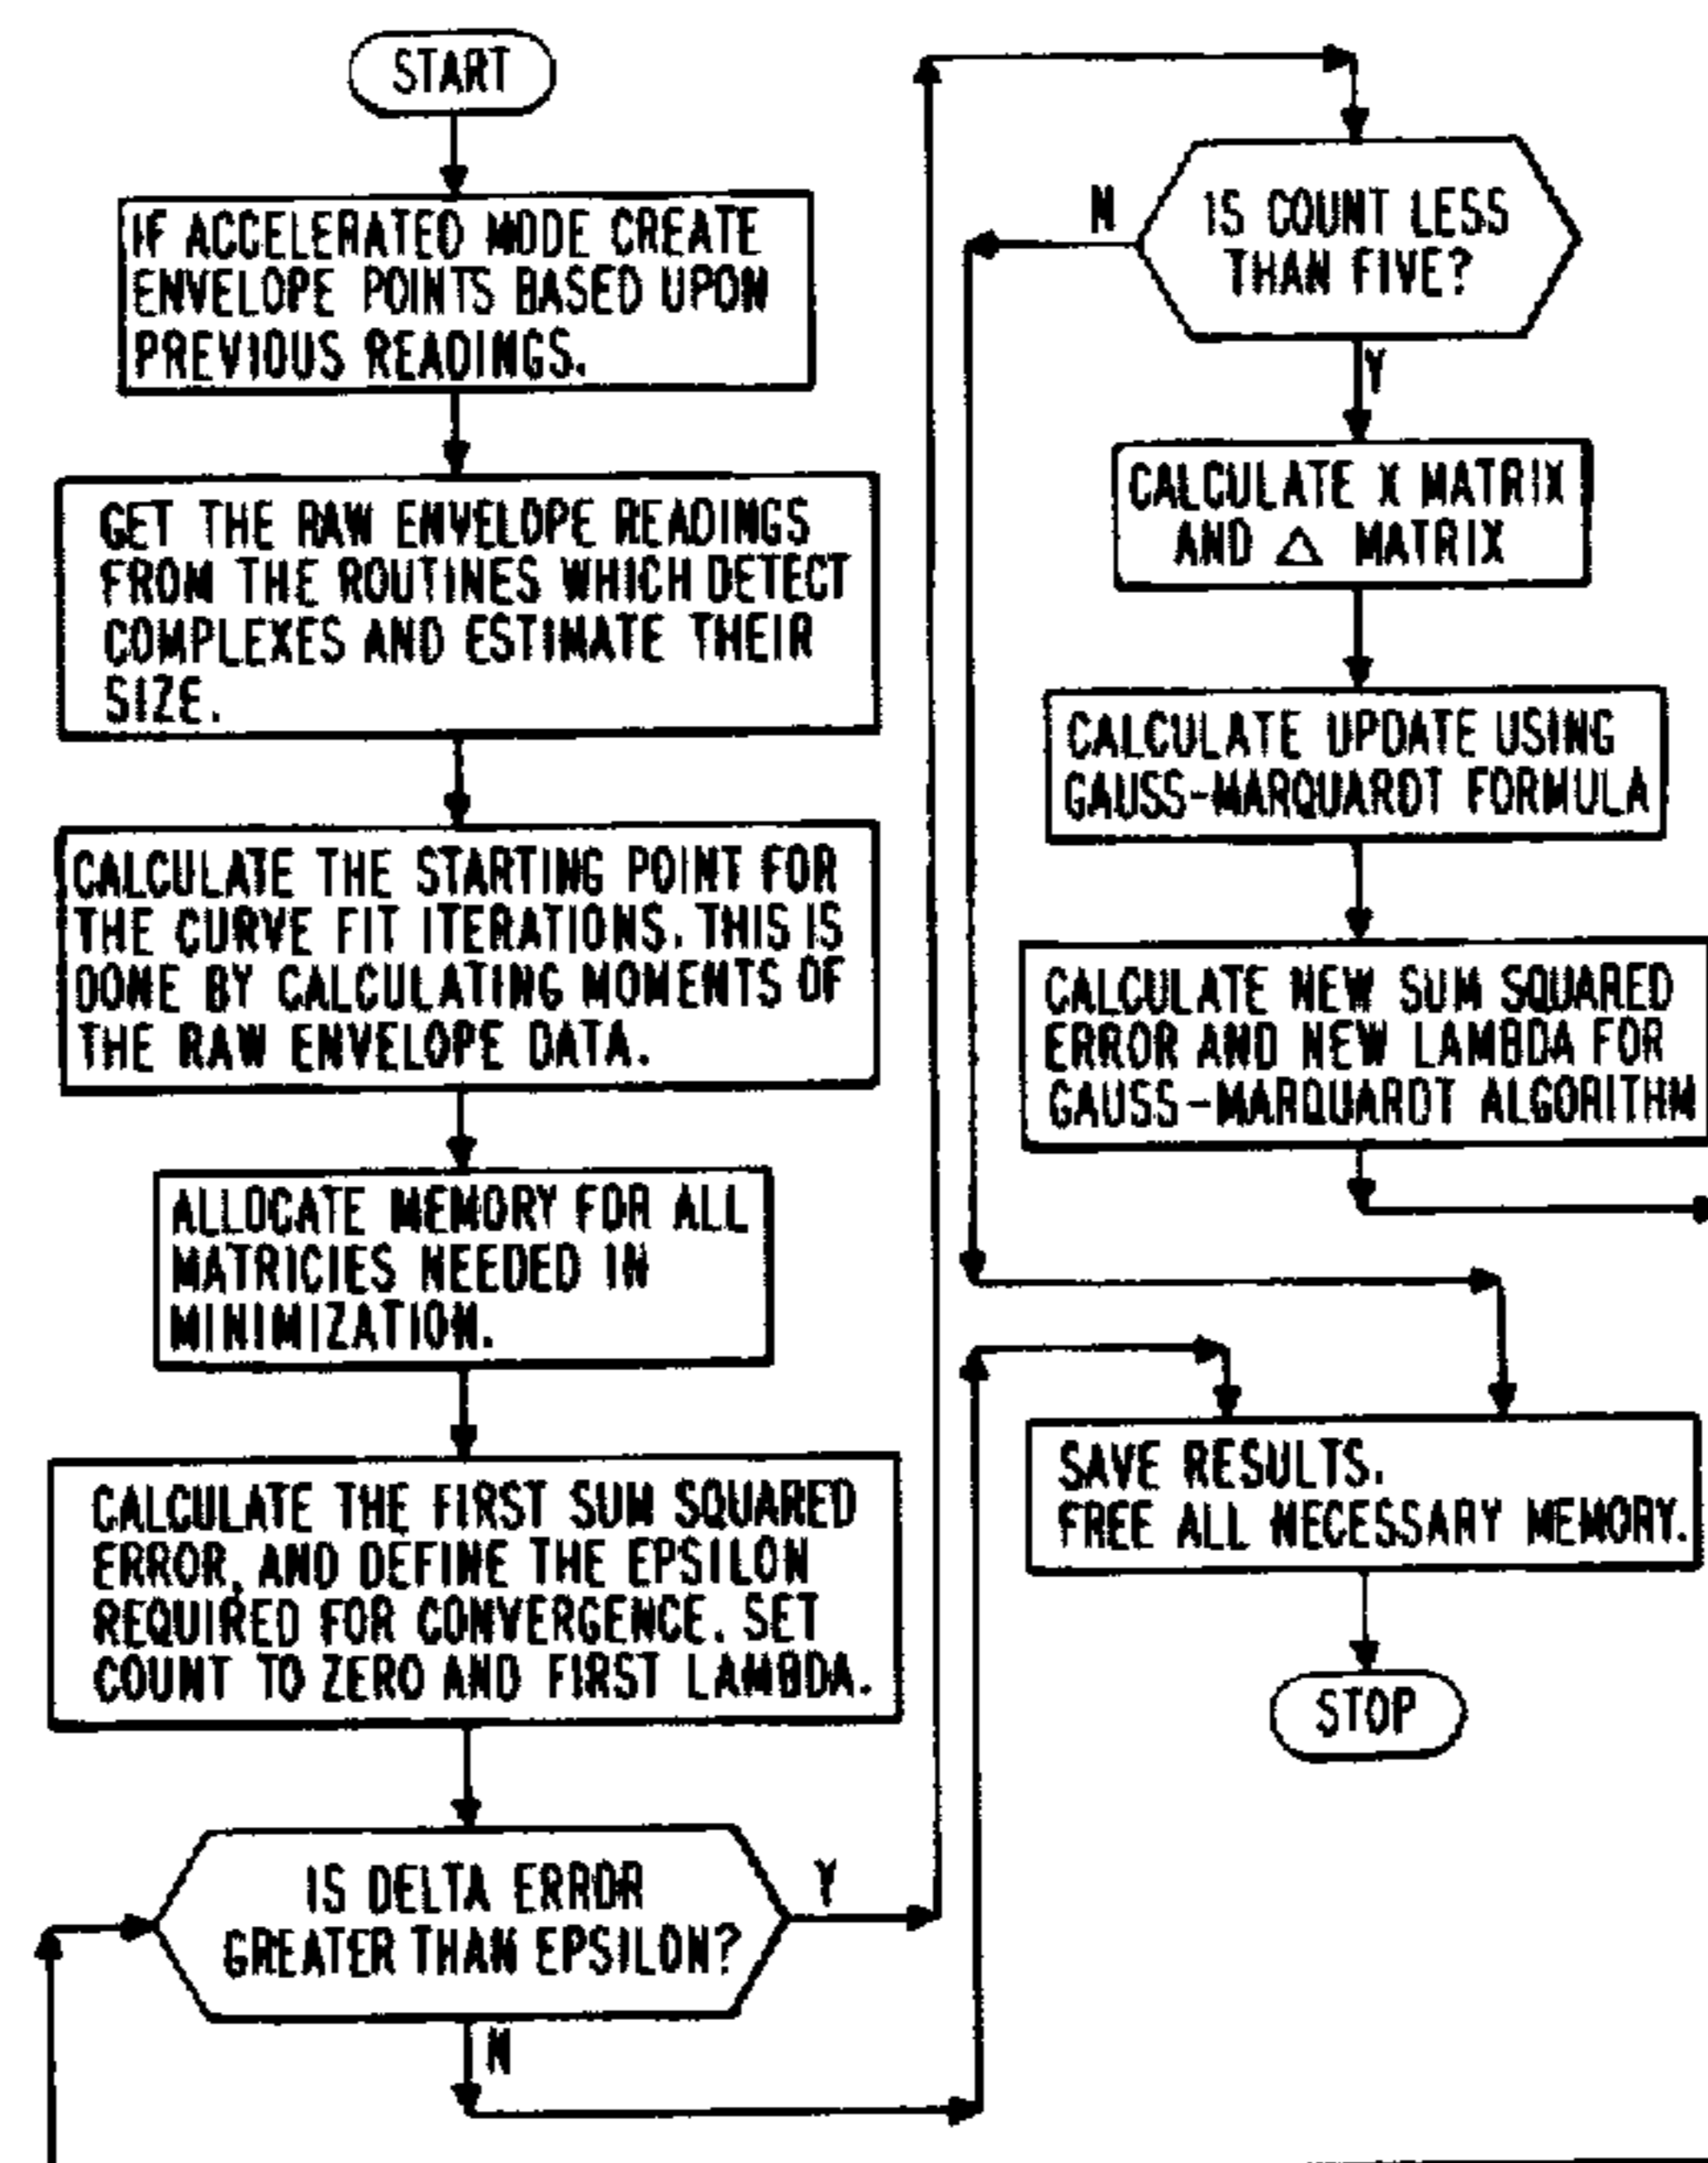 START
IF ACCELERATED MODE CREATE
ENVELOPE POINTS BASED UPON
PREVIOUS READINGS.
GET THE RAW ENVELOPE READINGS
FROM THE ROUTINES WHICH DETECT
COMPLEXES AND ESTIMATE THEIR
SIZE.
CALCULATE THE STARTING POINT FOR
THE CURVE FIT ITERATIONS. THIS IS
DONE BY CALCULATING MOMENTS OF
THE RAW ENVELOPE DATA.
ALLOCATE MEMORY FOR ALL
MATRICIES NEEDED IN
MINIMIZATION.
CALCULATE THE FIRST SUM SQUARED
ERROR, AND DEFINE THE EPSILON
REQUIRED FOR CONVERGENCE. SET
COUNT TO ZERO AND FIRST LAMBDA.
IS DELTA ERROR
GREATER THAN EPSILON?
Y
N
IS COUNT LESS
THAN FIVE?
N
Y
CALCULATE X MATRIX
AND △ MATRIX
CALCULATE UPDATE USING
GAUSS-MARQUARDT FORMULA
CALCULATE NEW SUM SQUARED
ERROR AND NEW LAMBDA FOR
GAUSS-MARQUARDT ALGORITHM
SAVE RESULTS.
FREE ALL NECESSARY MEMORY.
STOP